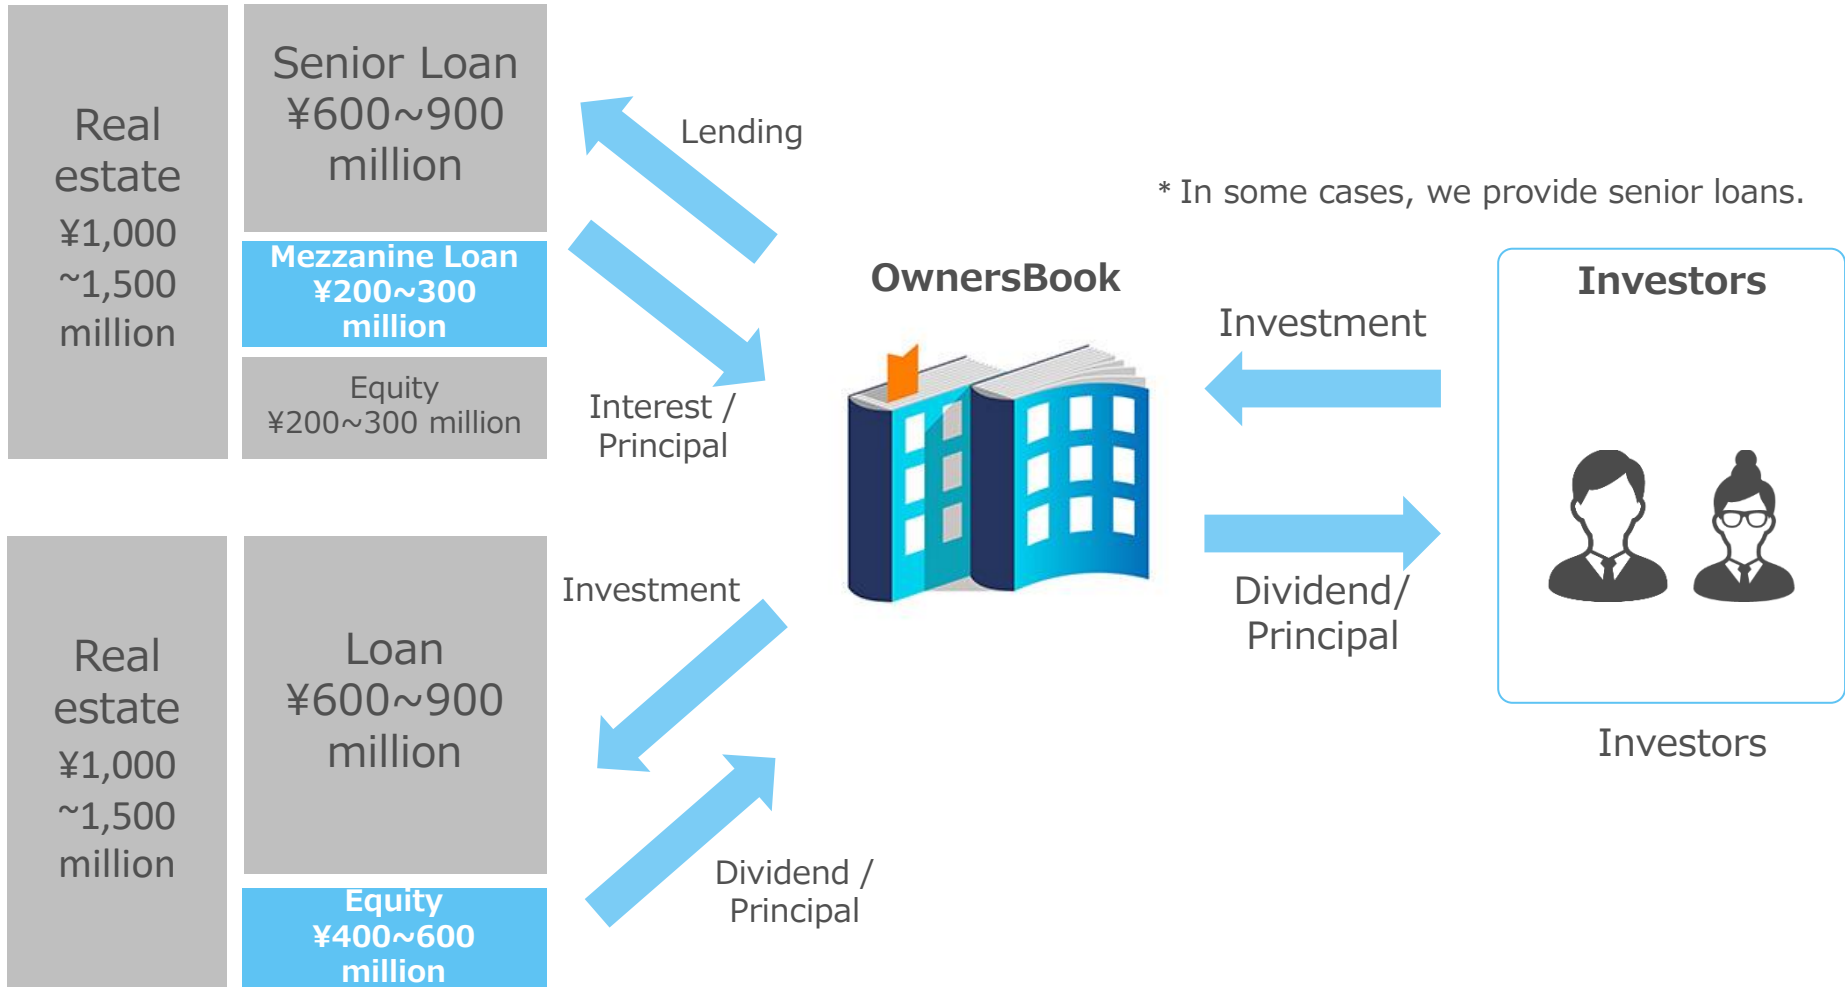 Real
estate
¥1,000
~1,500
million
Senior Loan
¥600~900
million
Mezzanine Loan
¥200~300
million
Equity
¥200~300 million
Lending
Interest /
Principal
* In some cases, we provide senior loans.
OwnersBook
Investment
Dividend/
Principal
Investors
Investors
Real
estate
¥1,000
~1,500
million
Loan
¥600~900
million
Equity
¥400~600
million
Investment
Dividend /
Principal